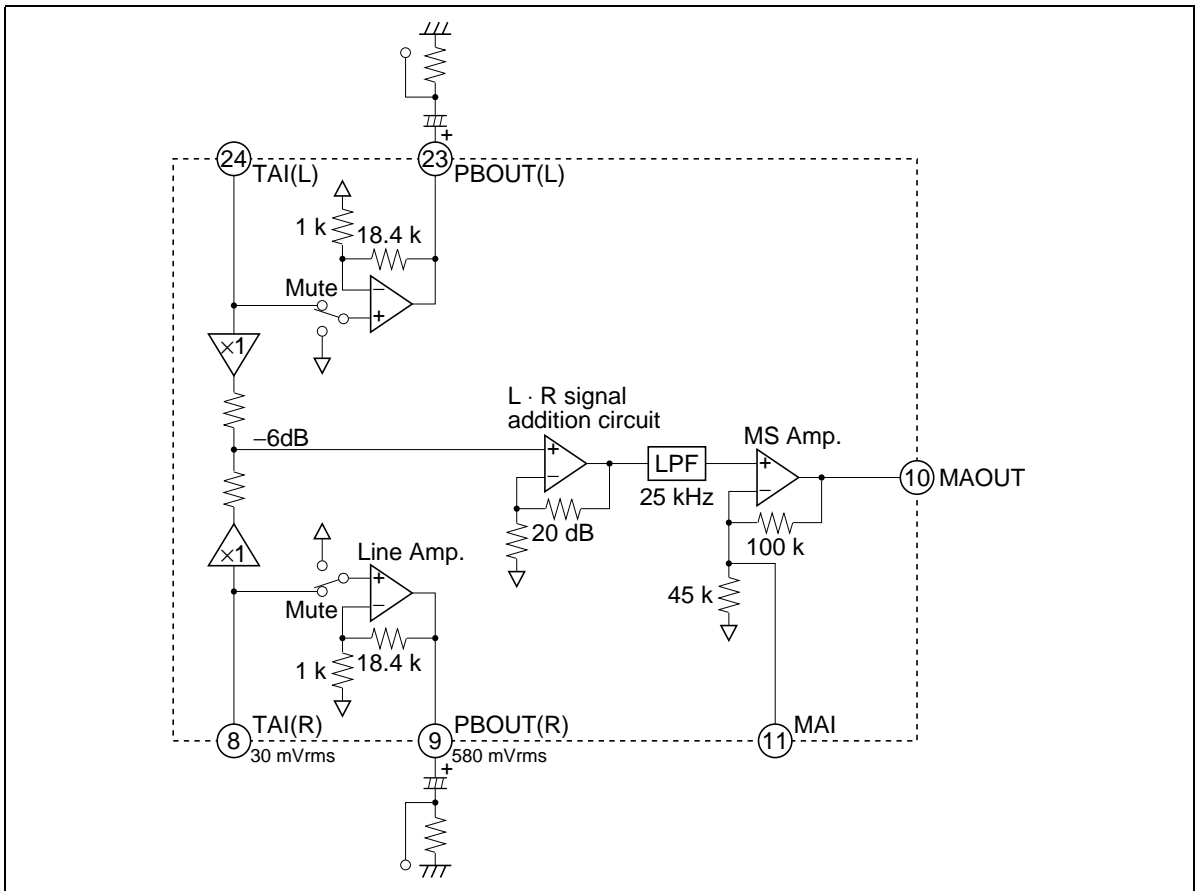 +
24
TAI(L)
23
PBOUT(L)
1 k
18.4 k
Mute
−
+
×1
−6dB
L · R signal
addition circuit
+
−
20 dB
LPF
25 kHz
MS Amp.
+
−
100 k
45 k
10
MAOUT
×1
Line Amp.
Mute
+
−
1 k
18.4 k
8
TAI(R)
30 mVrms
9
PBOUT(R)
580 mVrms
11
MAI
+